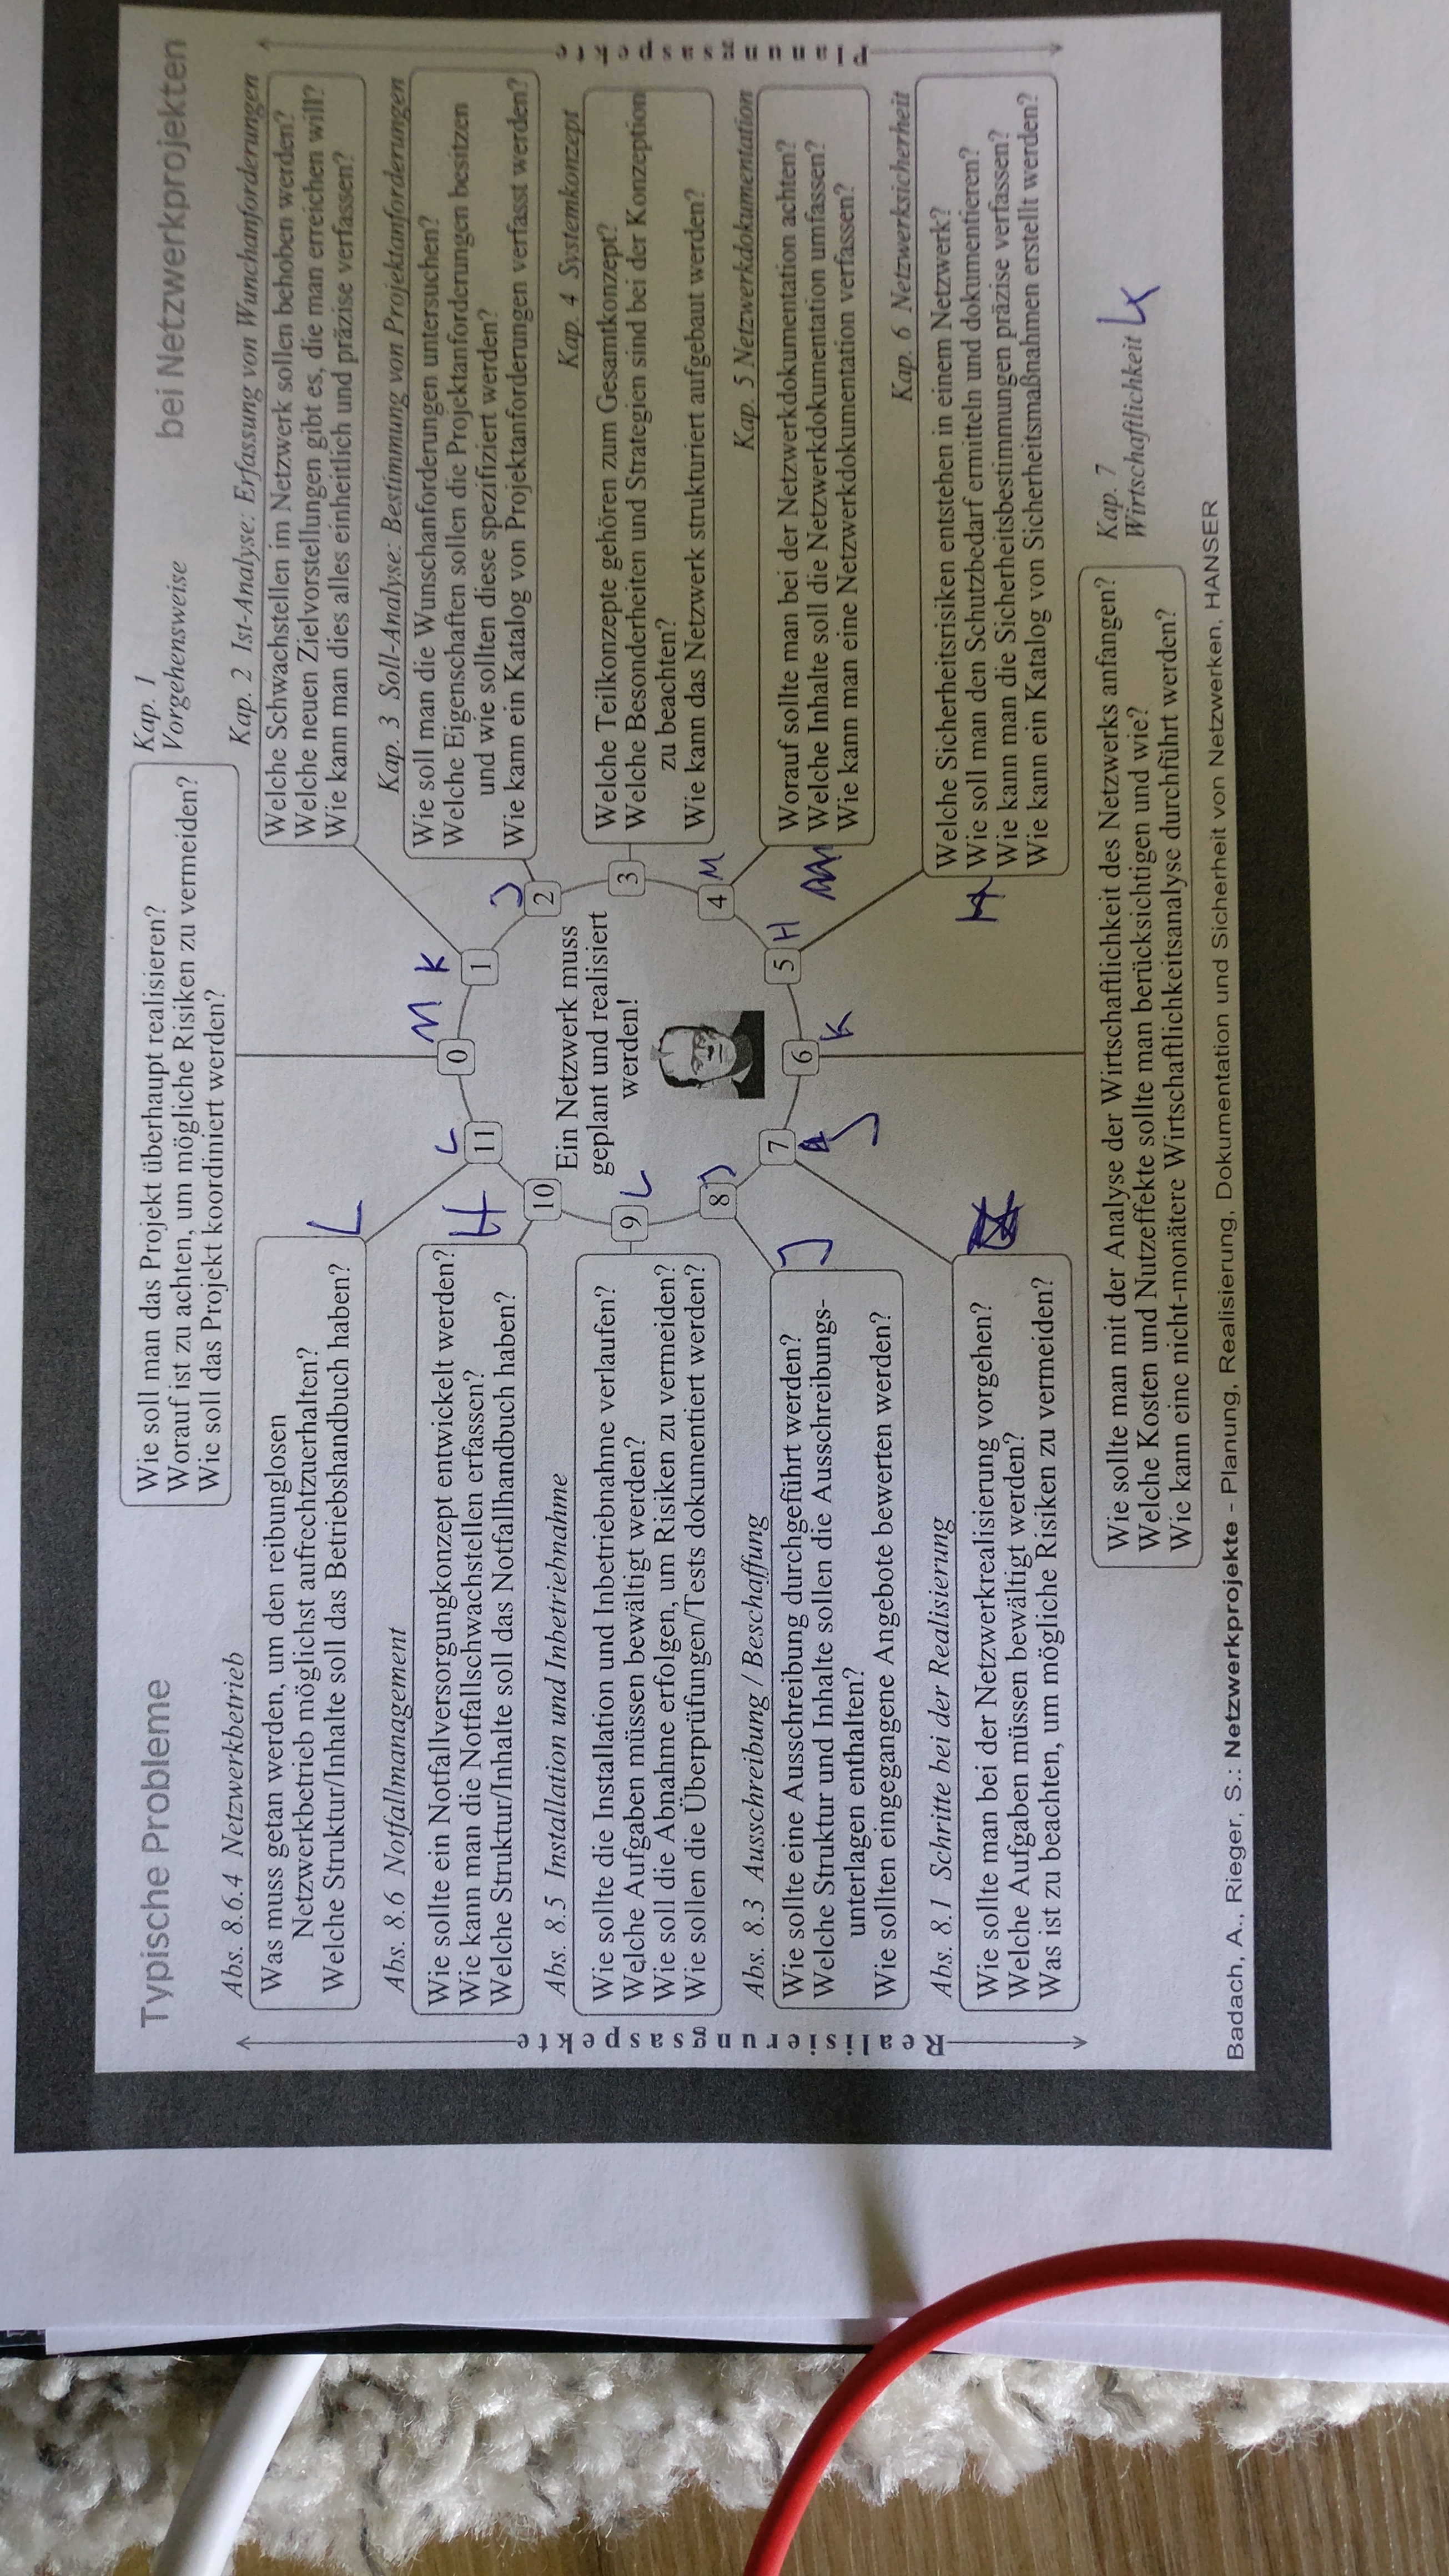 Typische Probleme
bei Netzwerkprojekten
Kap. 1
Vorgehensweise
Wie soll man das Projekt überhaupt realisieren?
Worauf ist zu achten, um mögliche Risiken zu vermeiden?
Wie soll das Projekt koordiniert werden?
Kap. 2 Ist-Analyse: Erfassung von Wunchanforderungen
Welche Schwachstellen im Netzwerk sollen behoben werden?
Welche neuen Zielvorstellungen gibt es, die man erreichen will?
Wie kann man dies alles einheitlich und präzise verfassen?
Kap. 3 Soll-Analyse: Bestimmung von Projektanforderungen
Wie soll man die Wunschanforderungen untersuchen?
Welche Eigenschaften sollen die Projektanforderungen besitzen
und wie sollten diese spezifiziert werden?
Wie kann ein Katalog von Projektanforderungen verfasst werden?
Kap. 4 Systemkonzept
Welche Teilkonzepte gehören zum Gesamtkonzept?
Welche Besonderheiten und Strategien sind bei der Konzeption
zu beachten?
Wie kann das Netzwerk strukturiert aufgebaut werden?
Kap. 5 Netzwerkdokumentation
Worauf sollte man bei der Netzwerkdokumentation achten?
Welche Inhalte soll die Netzwerkdokumentation umfassen?
Wie kann man eine Netzwerkdokumentation verfassen?
Kap. 6 Netzwerksicherheit
Welche Sicherheitsrisiken entstehen in einem Netzwerk?
Wie soll man den Schutzbedarf ermitteln und dokumentieren?
Wie kann man die Sicherheitsbestimmungen präzise verfassen?
Wie kann ein Katalog von Sicherheitsmaßnahmen erstellt werden?
Planungsaspekte
Kap. 7
Wirtschaftlichkeit K
Wie sollte man mit der Analyse der Wirtschaftlichkeit des Netzwerks anfangen?
Welche Kosten und Nutzeffekte sollte man berücksichtigen und wie?
Wie kann eine nicht-monätere Wirtschaftlichkeitsanalyse durchführt werden?
Abs. 8.6.4 Netzwerkbetrieb
Was muss getan werden, um den reibunglosen
Netzwerkbetrieb möglichst aufrechtzuerhalten?
Welche Struktur/Inhalte soll das Betriebshandbuch haben?
L
Abs. 8.6 Notfallmanagement
Wie sollte ein Notfallversorgungkonzept entwickelt werden?
Wie kann man die Notfallschwachstellen erfassen?
Welche Struktur/Inhalte soll das Notfallhandbuch haben?
H
Abs. 8.5 Installation und Inbetriebnahme
Wie sollte die Installation und Inbetriebnahme verlaufen?
Welche Aufgaben müssen bewältigt werden?
Wie soll die Abnahme erfolgen, um Risiken zu vermeiden?
Wie sollen die Überprüfungen/Tests dokumentiert werden?
Abs. 8.3 Ausschreibung / Beschaffung
Wie sollte eine Ausschreibung durchgeführt werden?
Welche Struktur und Inhalte sollen die Ausschreibungs-
unterlagen enthalten?
Wie sollten eingegangene Angebote bewerten werden?
J
Abs. 8.1 Schritte bei der Realisierung
Wie sollte man bei der Netzwerkrealisierung vorgehen?
Welche Aufgaben müssen bewältigt werden?
Was ist zu beachten, um mögliche Risiken zu vermeiden?
Realisierungsaspekte
Ein Netzwerk muss
geplant und realisiert
werden!
0 M
1 K
2 J
3
4 M
5 H
6 K
7 J
8 J
9 L
10
11 L
Badach, A., Rieger, S.: Netzwerkprojekte - Planung, Realisierung, Dokumentation und Sicherheit von Netzwerken, HANSER